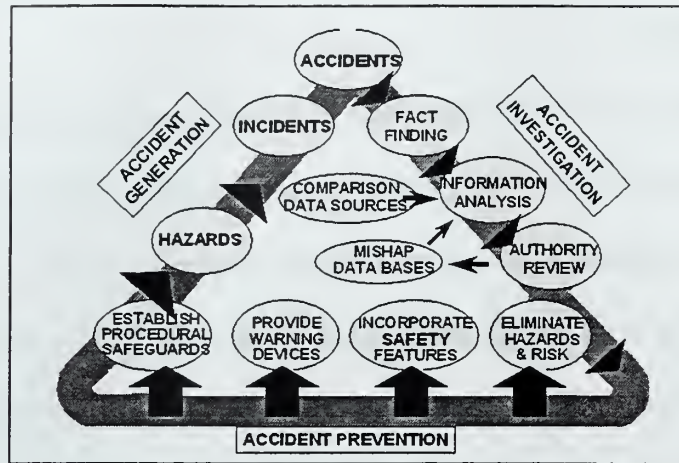 ACCIDENTS
INCIDENTS
FACT
FINDING
ACCIDENT
GENERATION
ACCIDENT
INVESTIGATION
COMPARISON
DATA SOURCES
INFORMATION
ANALYSIS
HAZARDS
MISHAP
DATA BASES
AUTHORITY
REVIEW
ESTABLISH
PROCEDURAL
SAFEGUARDS
PROVIDE
WARNING
DEVICES
INCORPORATE
SAFETY
FEATURES
ELIMINATE
HAZARDS
& RISK
ACCIDENT PREVENTION